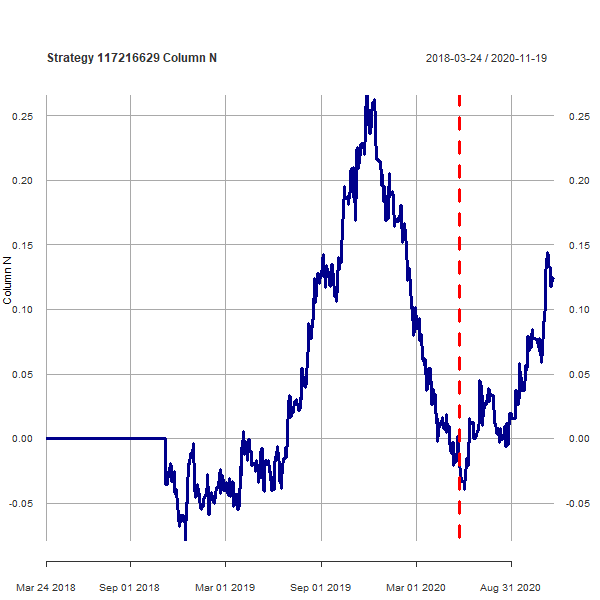 Strategy 117216629 Column N
2018-03-24 / 2020-11-19
Column N
0.25
0.20
0.15
0.10
0.05
0.00
-0.05
0.25
0.20
0.15
0.10
0.05
0.00
-0.05
Mar 24 2018
Sep 01 2018
Mar 01 2019
Sep 01 2019
Mar 01 2020
Aug 31 2020